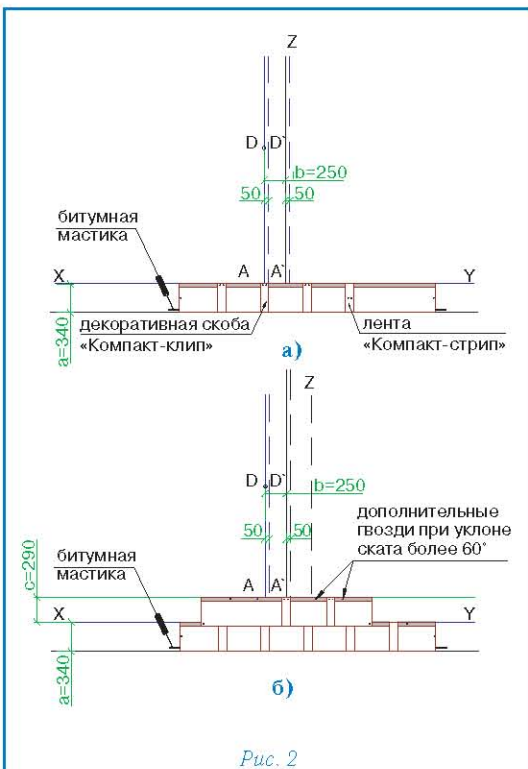 Z
D D`
b=250
50 50
битумная
мастика
X A A` Y
a=340
декоративная скоба
«Компакт-клип»
лента
«Компакт-стрип»
а)
Z
D D`
b=250
50 50
дополнительные
гвозди при уклоне
ската более 60°
битумная
мастика
c=290
A A`
X Y
a=340
б)
Рис. 2